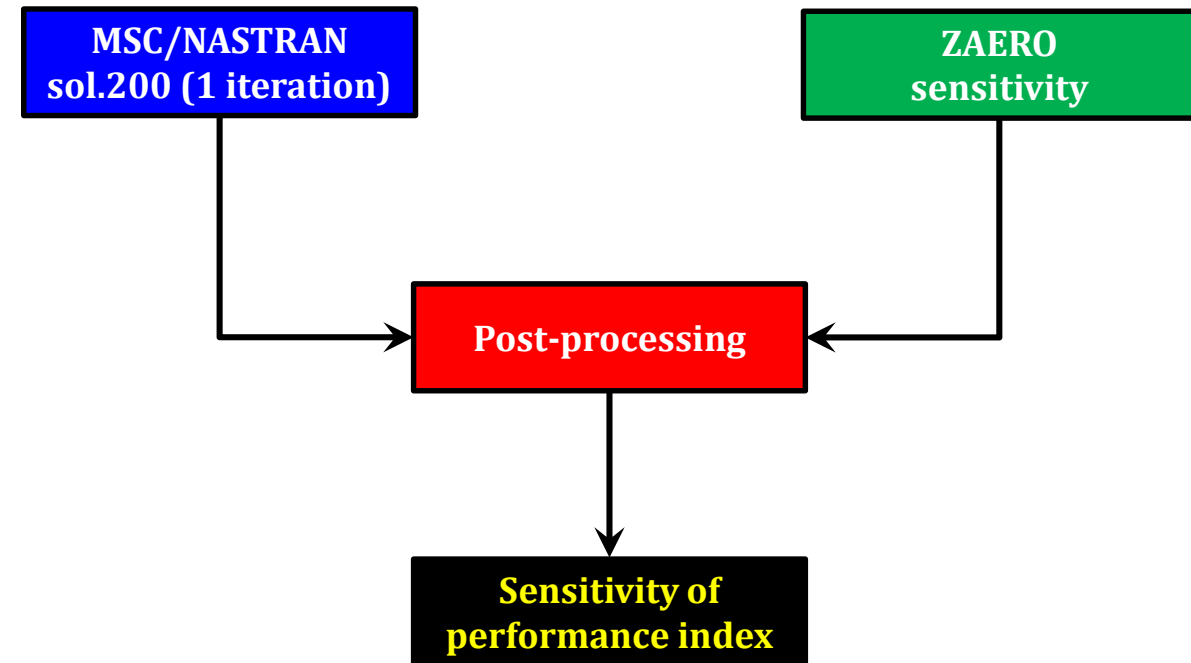 MSC/NASTRAN
sol.200 (1 iteration)
ZAERO
sensitivity
Post-processing
Sensitivity of
performance index